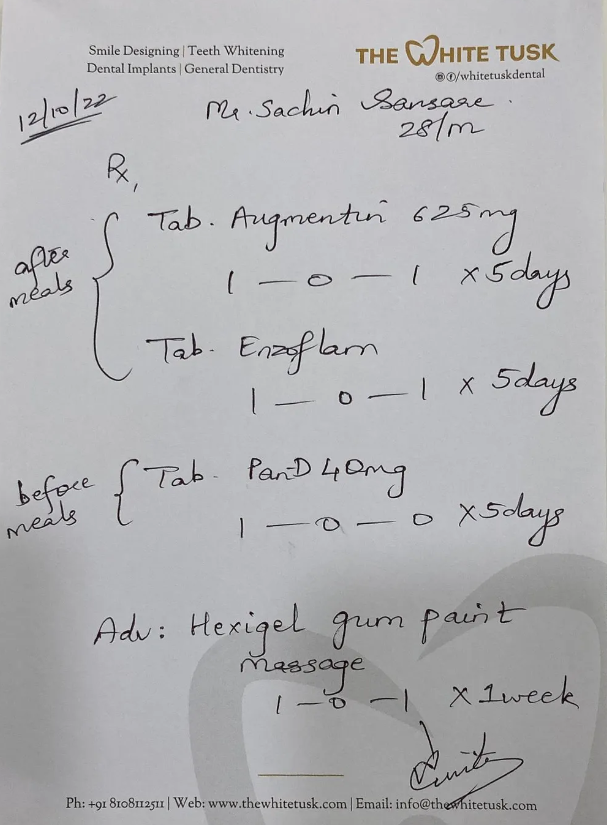 Smile Designing | Teeth Whitening
Dental Implants | General Dentistry
THE WHITE TUSK
/whitetuskdental
12/10/22
Mr. Sachin Sansare.
28/M
Rx,
after meals
Tab. Augmentin 625mg
1 — 0 — 1 x 5days
Tab. Enzoflam
1 — 0 — 1 x 5days
before meals
Tab. Pan-D 40mg
1 — 0 — 0 x 5days
Adv: Hexigel gum paint
massage
1 — 0 — 1 x 1week
Ph: +91 8108112511 | Web: www.thewhitetusk.com | Email: info@thewhitetusk.com